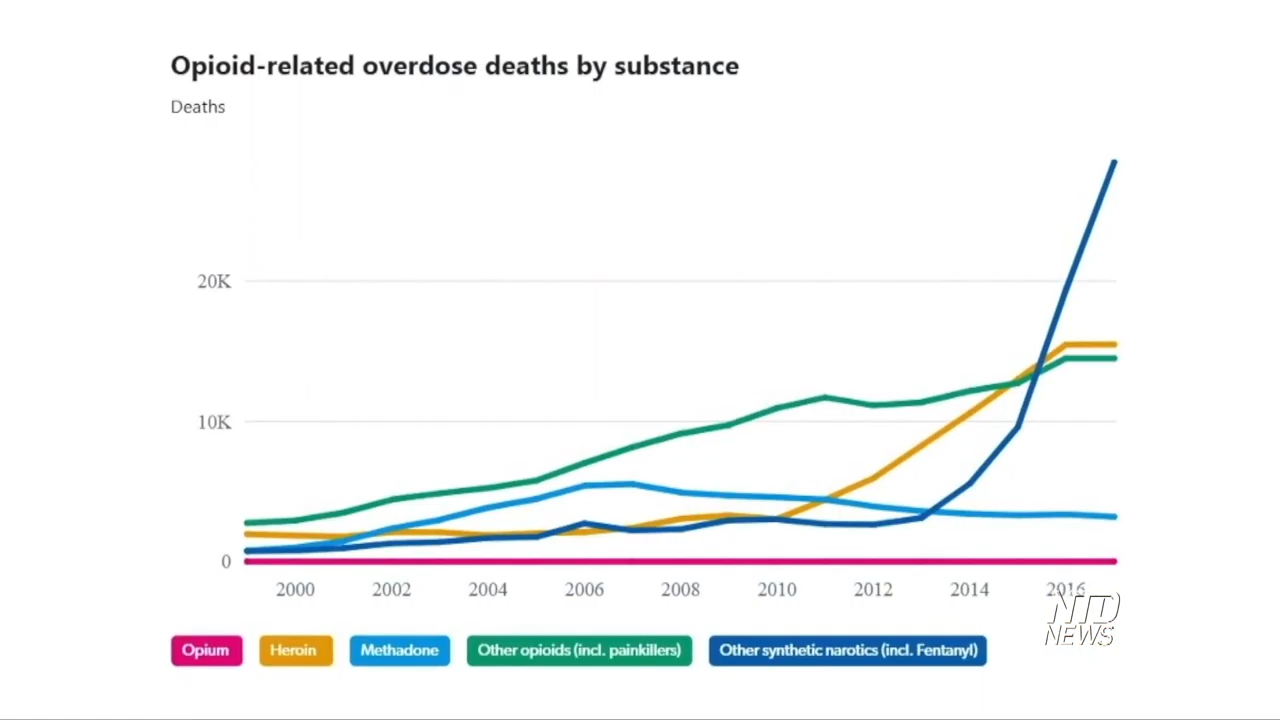 Opioid-related overdose deaths by substance
Deaths
20K
10K
0
2000 2002 2004 2006 2008 2010 2012 2014 2016
NTD
NEWS
Opium Heroin Methadone Other opioids (incl. painkillers) Other synthetic narotics (incl. Fentanyl)